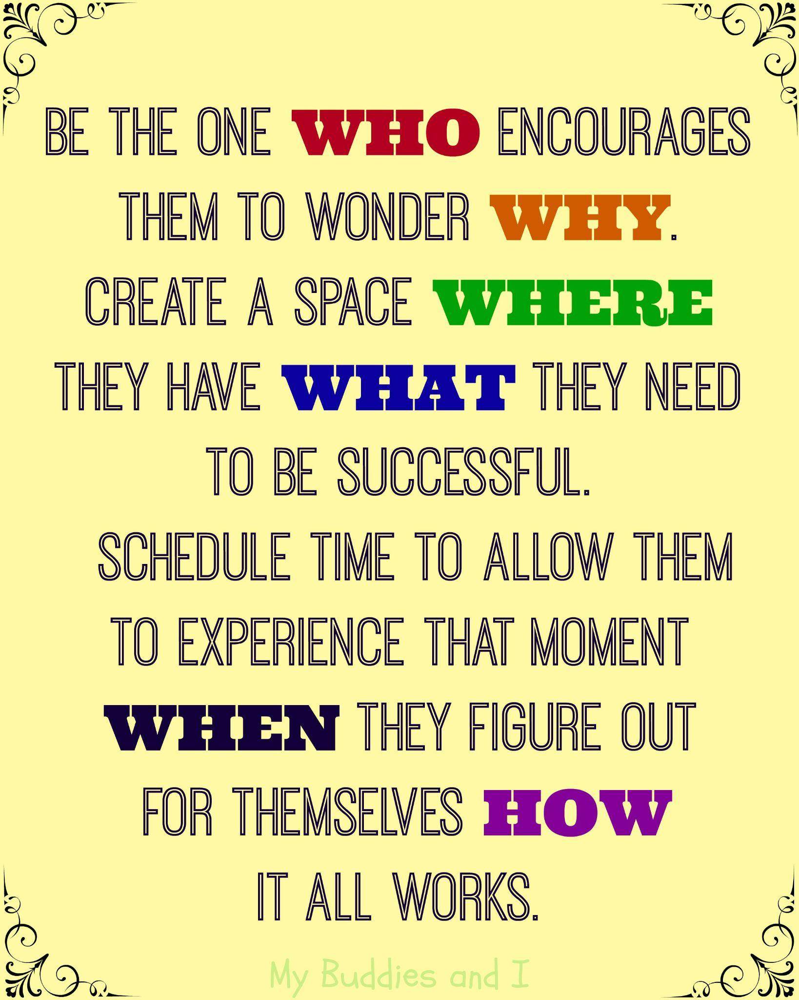 BE THE ONE WHO ENCOURAGES
THEM TO WONDER WHY.
CREATE A SPACE WHERE
THEY HAVE WHAT THEY NEED
TO BE SUCCESSFUL.
SCHEDULE TIME TO ALLOW THEM
TO EXPERIENCE THAT MOMENT
WHEN THEY FIGURE OUT
FOR THEMSELVES HOW
IT ALL WORKS.
My Buddies and I